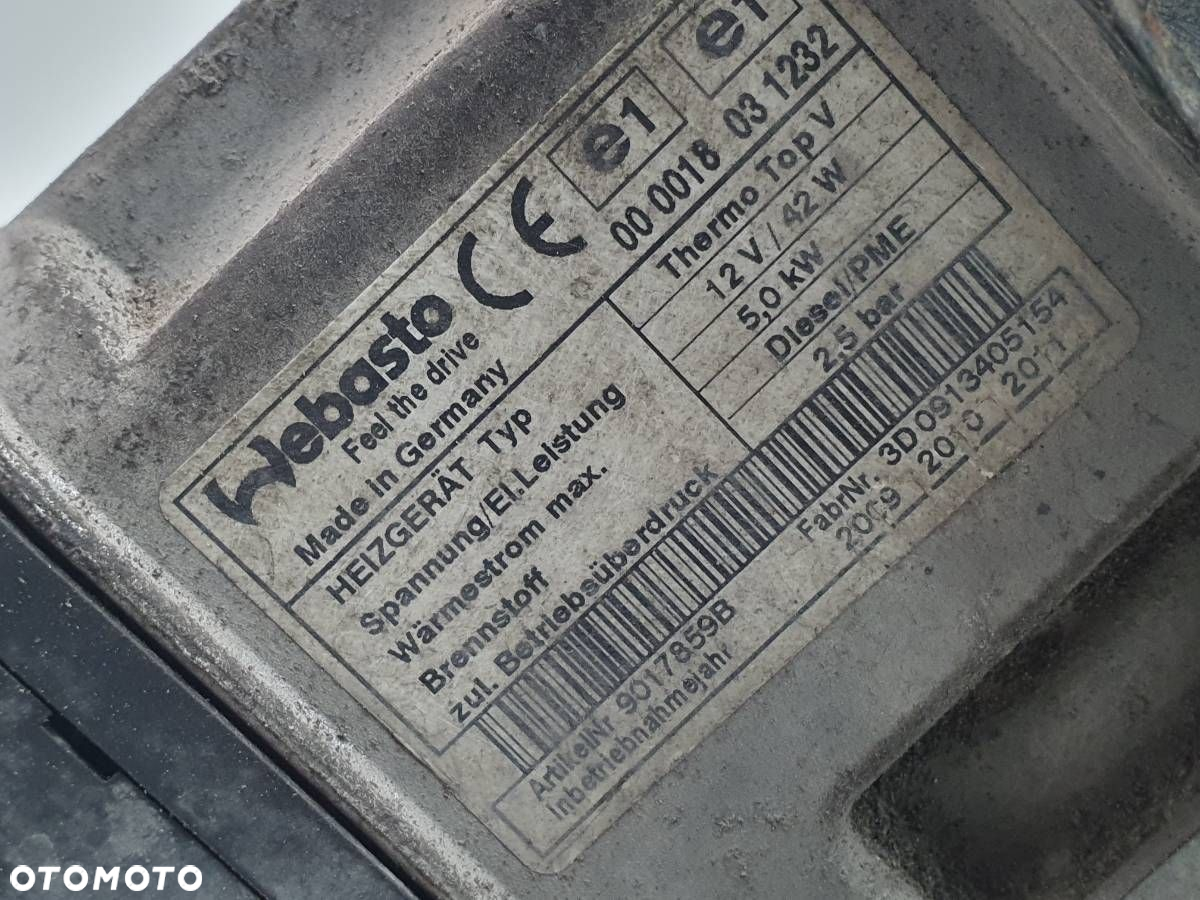 Webasto
Feel the drive
Made in Germany
CE
e1
e1
00 0018
03 1232
HEIZGERÄT Typ
Thermo Top V
Spannung/El.Leistung
12 V / 42 W
Wärmestrom max.
5,0 kW
Brennstoff
Diesel/PME
zul. Betriebsüberdruck
2,5 bar
ArtikelNr 9017859B
FabrNr. 3D0913405154
Inbetriebnahmejahr
2009 2010 2011
OTOMOTO